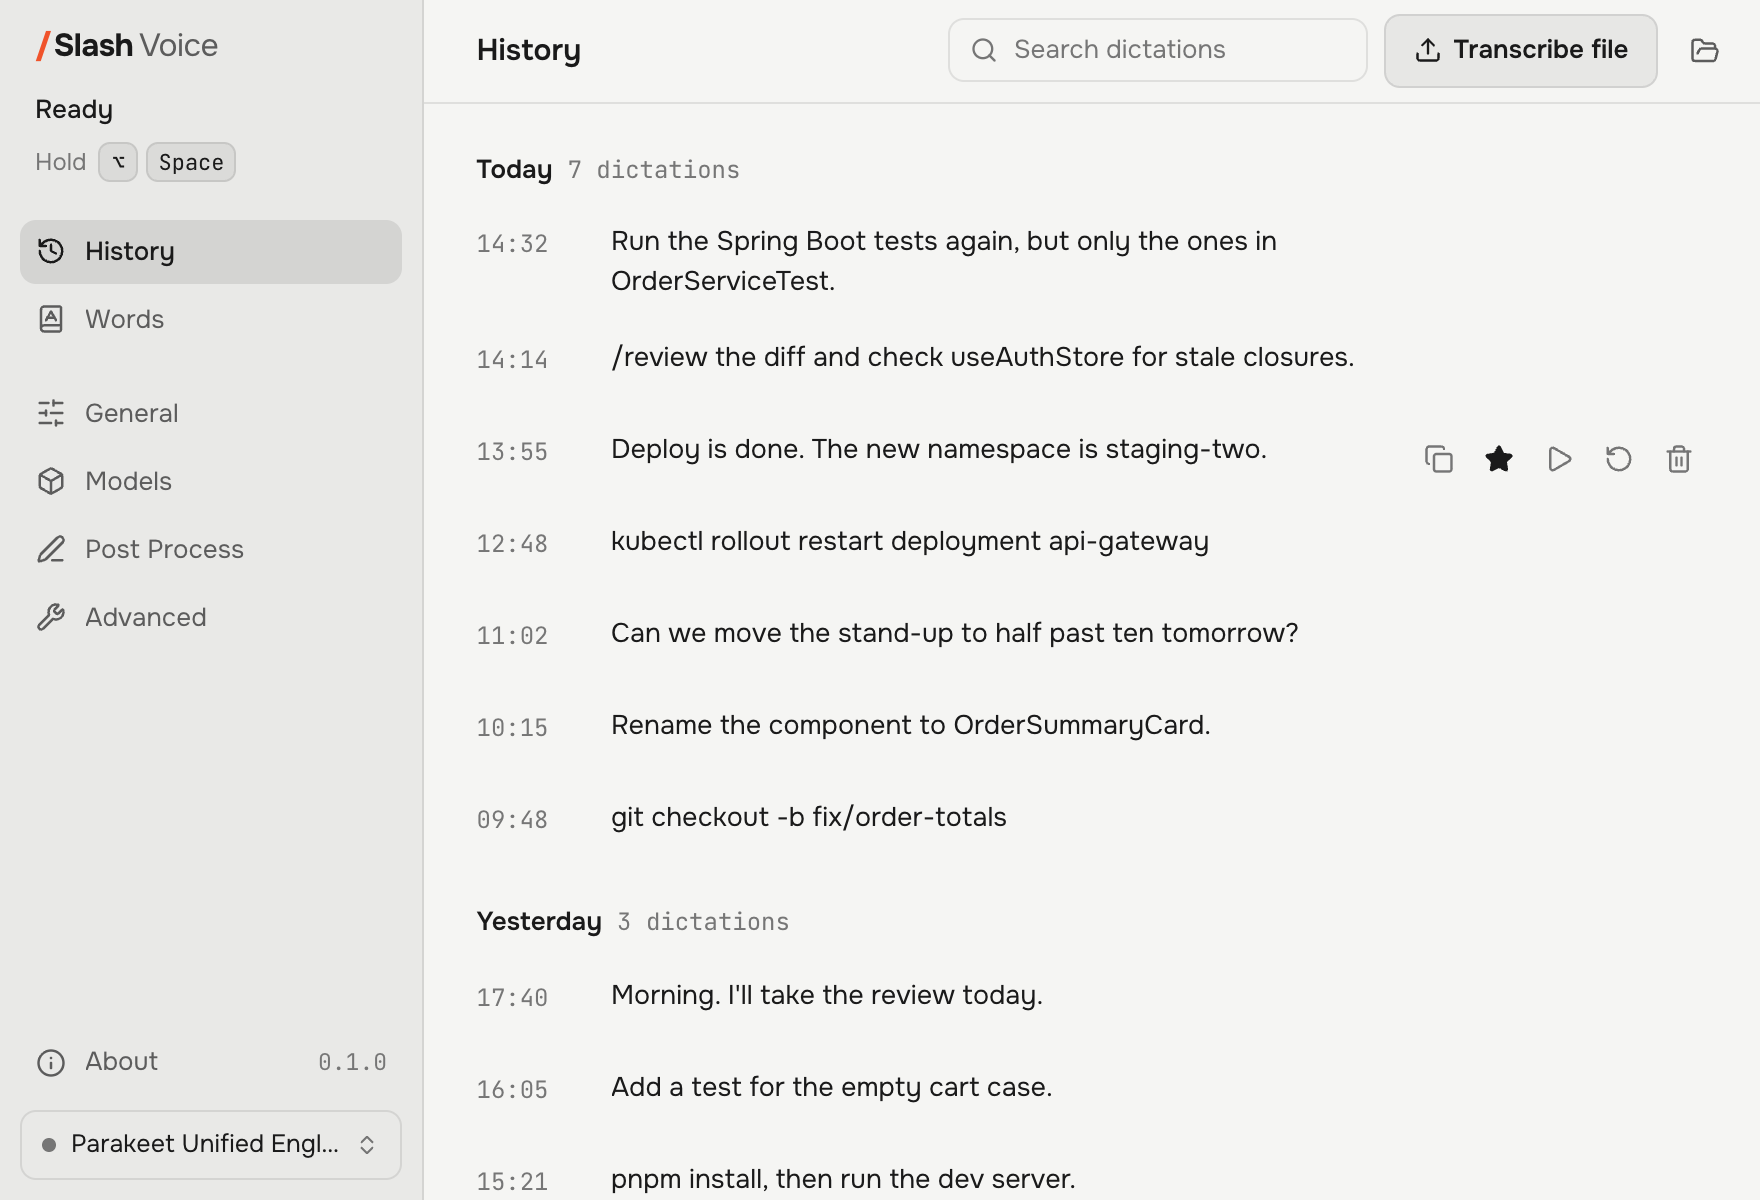 /Slash Voice
Ready
Hold ⌥ Space
History
Words
General
Models
Post Process
Advanced
About 0.1.0
Parakeet Unified Engl...
History
Search dictations
Transcribe file
Today 7 dictations
14:32 Run the Spring Boot tests again, but only the ones in
OrderServiceTest.
14:14 /review the diff and check useAuthStore for stale closures.
13:55 Deploy is done. The new namespace is staging-two.
12:48 kubectl rollout restart deployment api-gateway
11:02 Can we move the stand-up to half past ten tomorrow?
10:15 Rename the component to OrderSummaryCard.
09:48 git checkout -b fix/order-totals
Yesterday 3 dictations
17:40 Morning. I'll take the review today.
16:05 Add a test for the empty cart case.
15:21 pnpm install, then run the dev server.